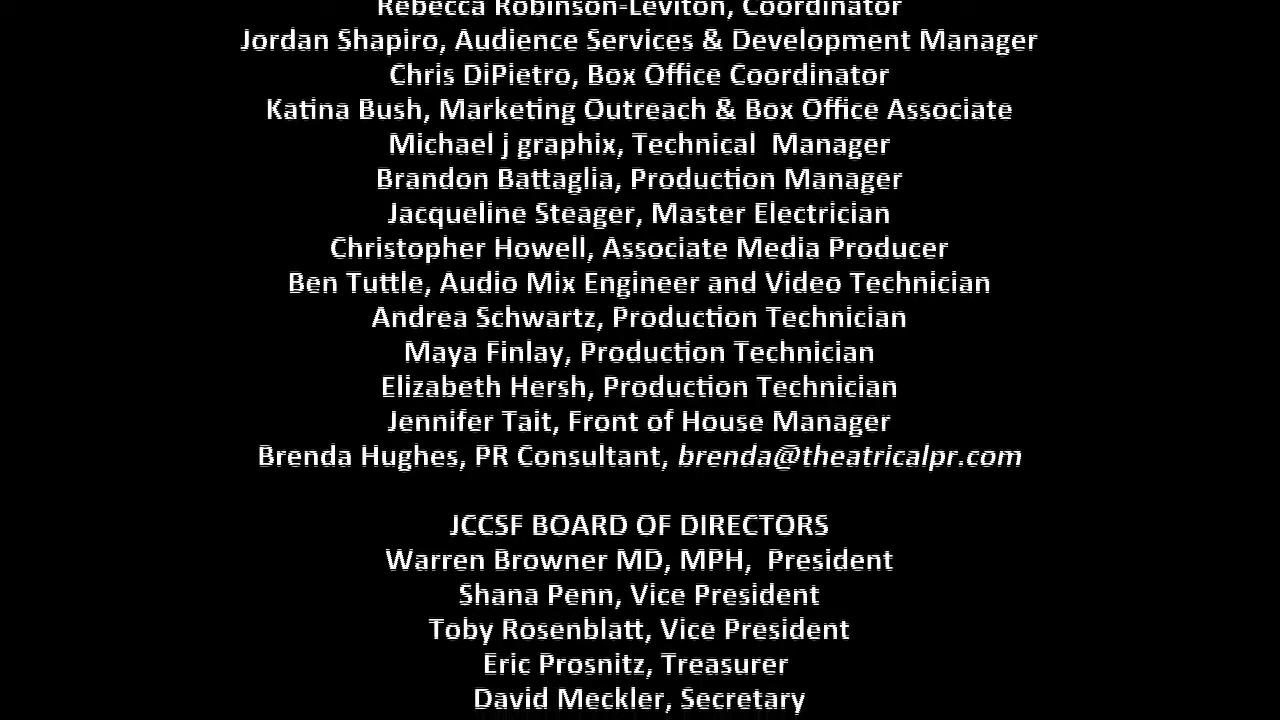 Rebecca Robinson-Leviton, Coordinator
Jordan Shapiro, Audience Services & Development Manager
Chris DiPietro, Box Office Coordinator
Katina Bush, Marketing Outreach & Box Office Associate
Michael j graphix, Technical  Manager
Brandon Battaglia, Production Manager
Jacqueline Steager, Master Electrician
Christopher Howell, Associate Media Producer
Ben Tuttle, Audio Mix Engineer and Video Technician
Andrea Schwartz, Production Technician
Maya Finlay, Production Technician
Elizabeth Hersh, Production Technician
Jennifer Tait, Front of House Manager
Brenda Hughes, PR Consultant, brenda@theatricalpr.com
JCCSF BOARD OF DIRECTORS
Warren Browner MD, MPH,  President
Shana Penn, Vice President
Toby Rosenblatt, Vice President
Eric Prosnitz, Treasurer
David Meckler, Secretary